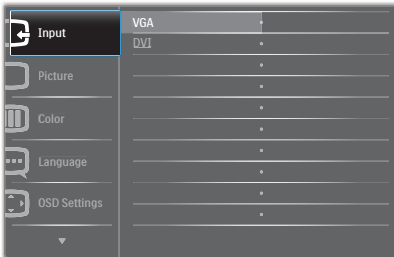 Input
VGA
DVI
Picture
Color
Language
OSD Settings